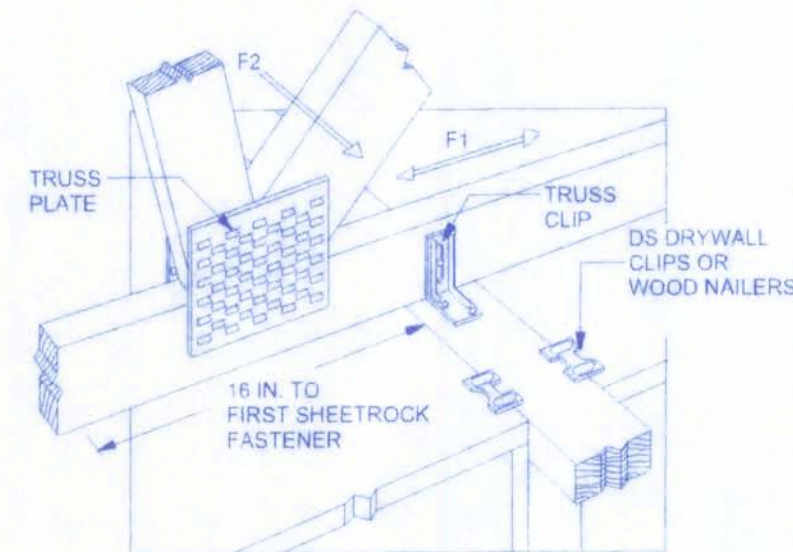 F2
F1
TRUSS
PLATE
TRUSS
CLIP
DS DRYWALL
CLIPS OR
WOOD NAILERS
16 IN. TO
FIRST SHEETROCK
FASTENER